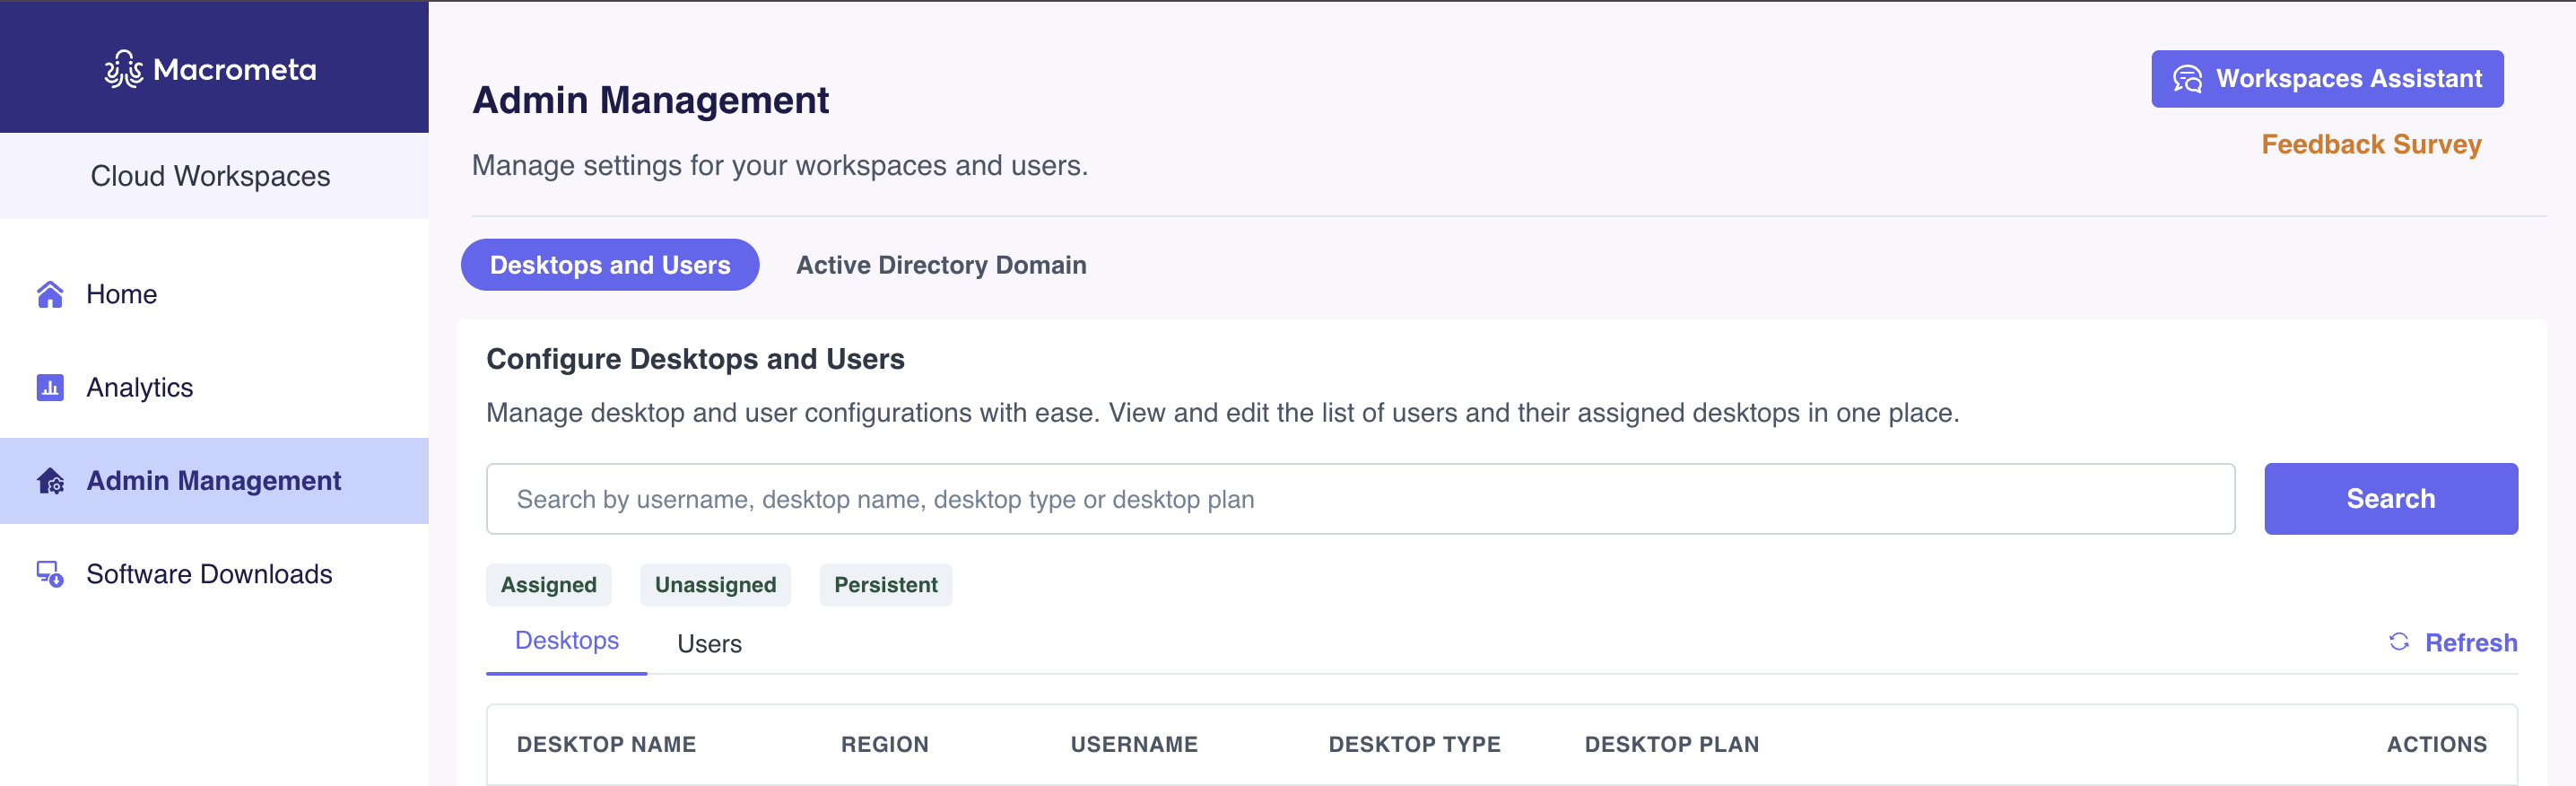 Macrometa
Cloud Workspaces
Home
Analytics
Admin Management
Software Downloads
Admin Management
Manage settings for your workspaces and users.
Workspaces Assistant
Feedback Survey
Desktops and Users
Active Directory Domain
Configure Desktops and Users
Manage desktop and user configurations with ease. View and edit the list of users and their assigned desktops in one place.
Search by username, desktop name, desktop type or desktop plan
Search
Assigned
Unassigned
Persistent
Desktops
Users
Refresh
DESKTOP NAME
REGION
USERNAME
DESKTOP TYPE
DESKTOP PLAN
ACTIONS